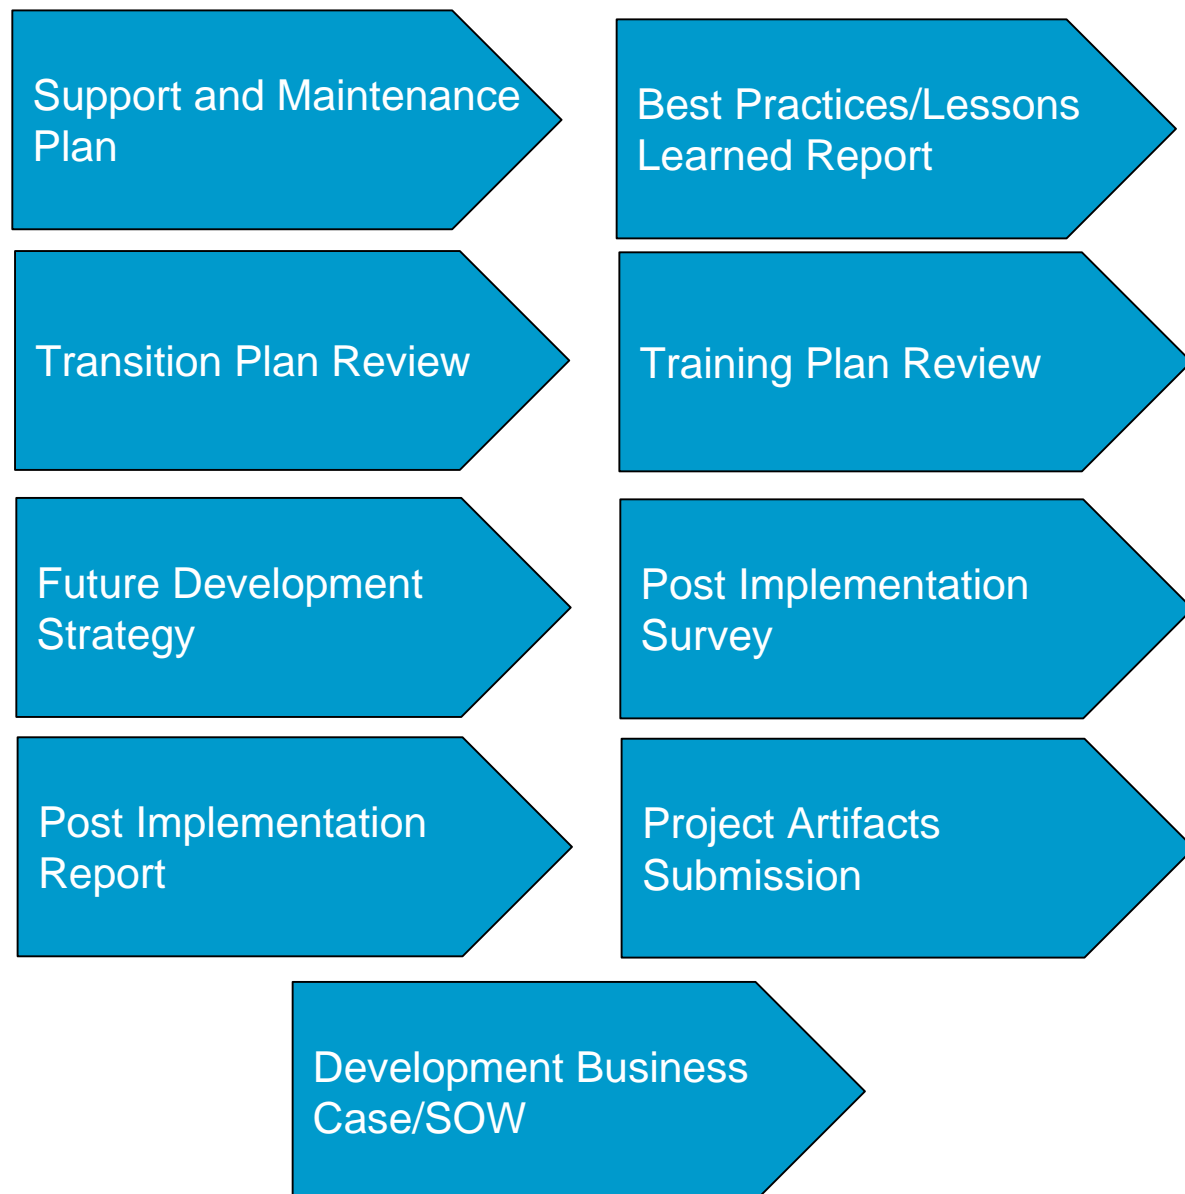 Support and Maintenance
Plan
Best Practices/Lessons
Learned Report
Transition Plan Review
Training Plan Review
Future Development
Strategy
Post Implementation
Survey
Post Implementation
Report
Project Artifacts
Submission
Development Business
Case/SOW